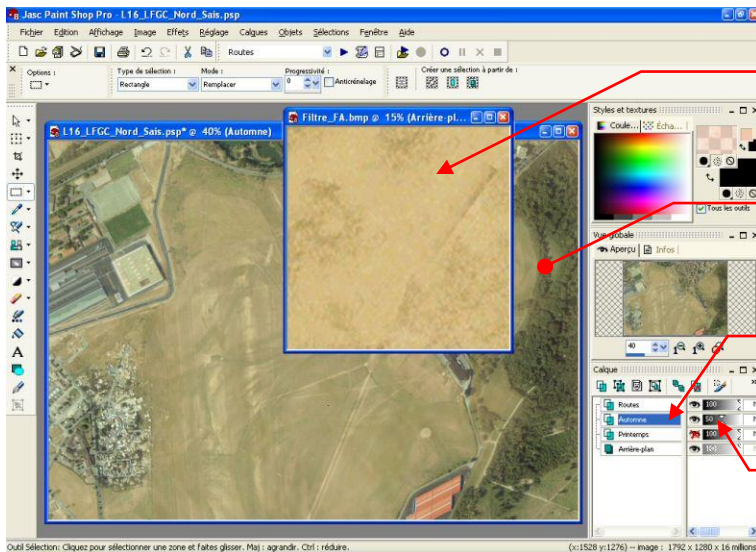 Jasc Paint Shop Pro - L16_LFGC_Nord_Sais.psp
Fichier Edition Affichage Image Effets Réglage Calques Objets Sélections Fenêtre Aide
Routes
Options :
Type de sélection :
Rectangle
Mode :
Remplacer
Progressivité :
0
Anticrénelage
Créer une sélection à partir de :
L16_LFGC_Nord_Sais.psp* @ 40% (Automne)
Filtre_FA.bmp @ 15% (Arrière-pl...
Styles et textures
Coule...
Écha...
Tous les outils
Vue globale
Aperçu
Infos
40
Calque
Routes 100
Automne 50
Printemps 100
Arrière-plan 100
Outil Sélection: Cliquez pour sélectionner une zone et faites glisser. Maj : agrandir. Ctrl : réduire.
(x:1528 y:1276) -- image : 1792 x 1280 x 16 millions